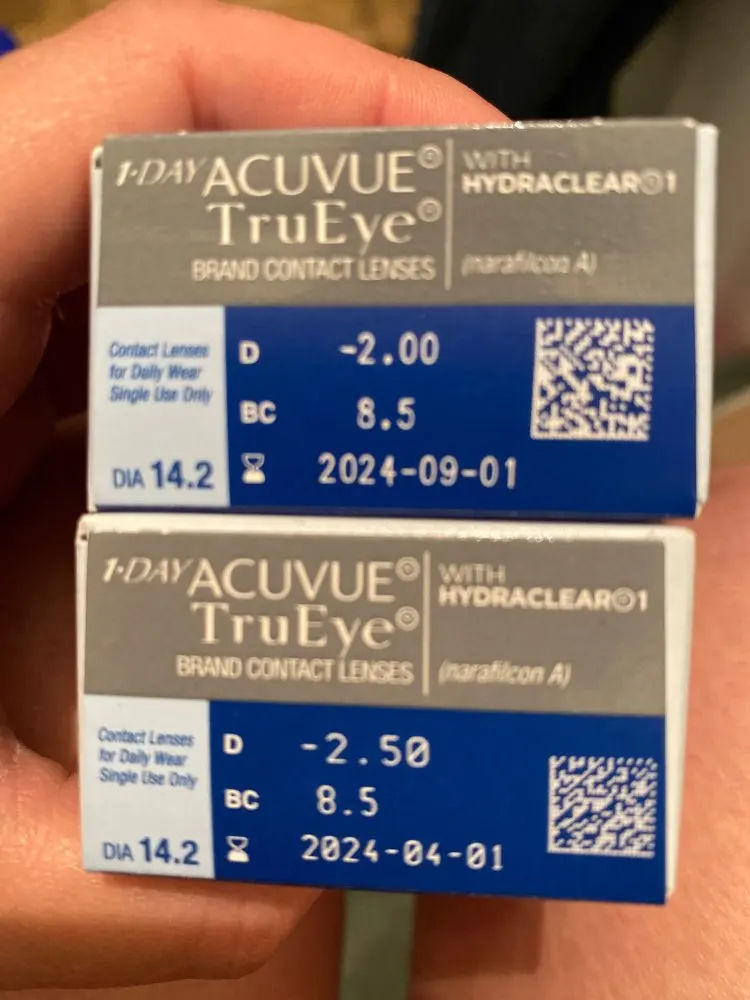 1·DAY ACUVUE® WITH
TruEye® HYDRACLEAR®1
BRAND CONTACT LENSES (narafilcon A)
Contact Lenses
for Daily Wear
Single Use Only
DIA 14.2
D -2.00
BC 8.5
2024-09-01
1·DAY ACUVUE® WITH
TruEye® HYDRACLEAR®1
BRAND CONTACT LENSES (narafilcon A)
Contact Lenses
for Daily Wear
Single Use Only
DIA 14.2
D -2.50
BC 8.5
2024-04-01